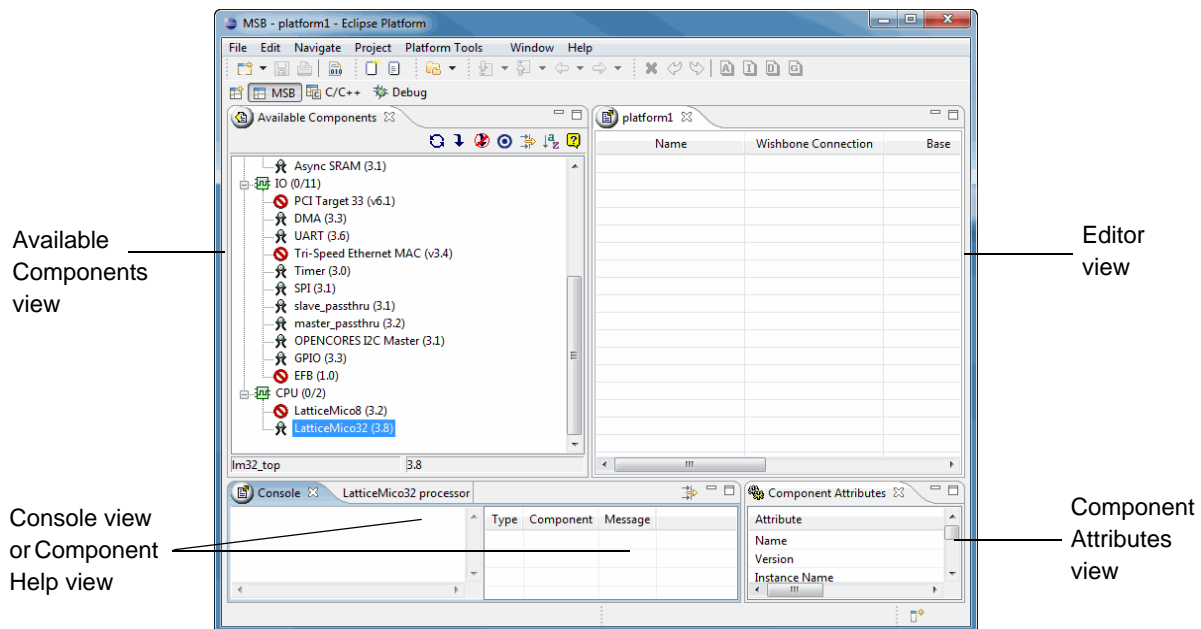 MSB - platform1 - Eclipse Platform
File Edit Navigate Project Platform Tools Window Help
010
A I D G
MSB C/C++ Debug
Available Components
platform1
a
z
?
Name Wishbone Connection Base
Async SRAM (3.1)
IO (0/11)
PCI Target 33 (v6.1)
DMA (3.3)
UART (3.6)
Tri-Speed Ethernet MAC (v3.4)
Timer (3.0)
SPI (3.1)
slave_passthru (3.1)
master_passthru (3.2)
OPENCORES I2C Master (3.1)
GPIO (3.3)
EFB (1.0)
CPU (0/2)
LatticeMico8 (3.2)
LatticeMico32 (3.8)
lm32_top 3.8
Console LatticeMico32 processor
Type Component Message
Component Attributes
Attribute
Name
Version
Instance Name
Available
Components
view
Editor
view
Console view
or Component
Help view
Component
Attributes
view